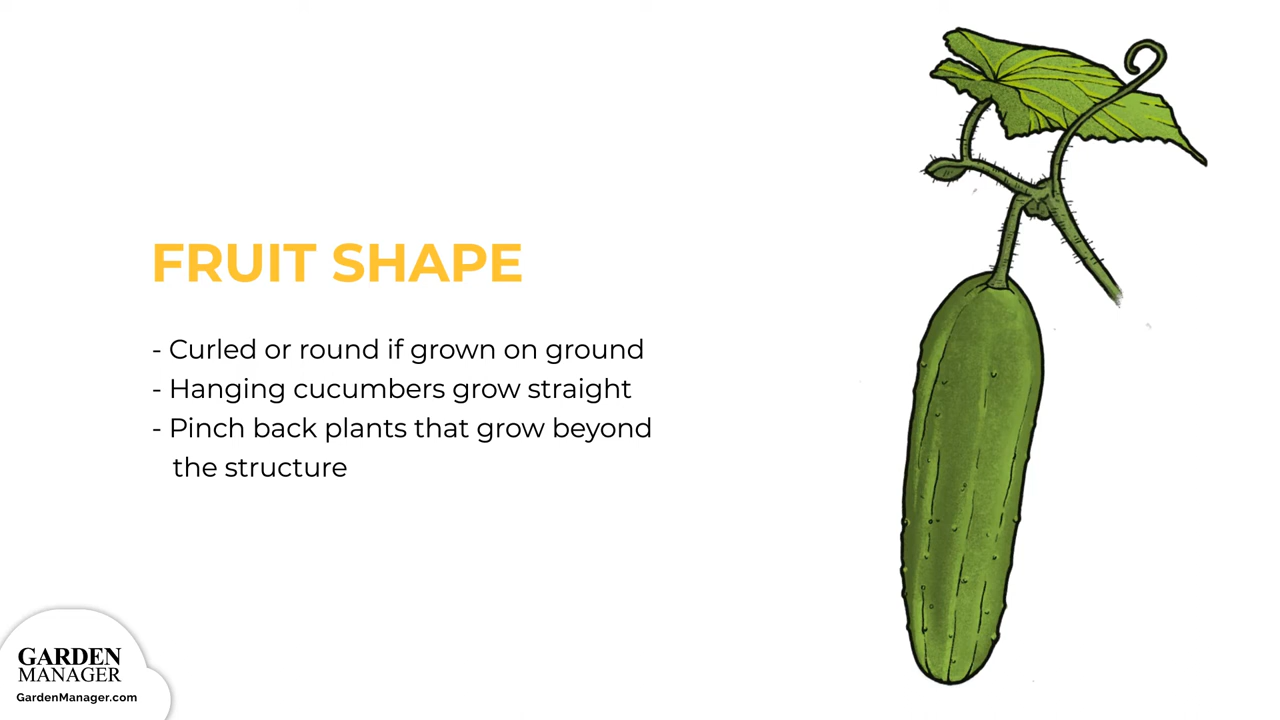 FRUIT SHAPE
- Curled or round if grown on ground
- Hanging cucumbers grow straight
- Pinch back plants that grow beyond
the structure
GARDEN
MANAGER
GardenManager.com